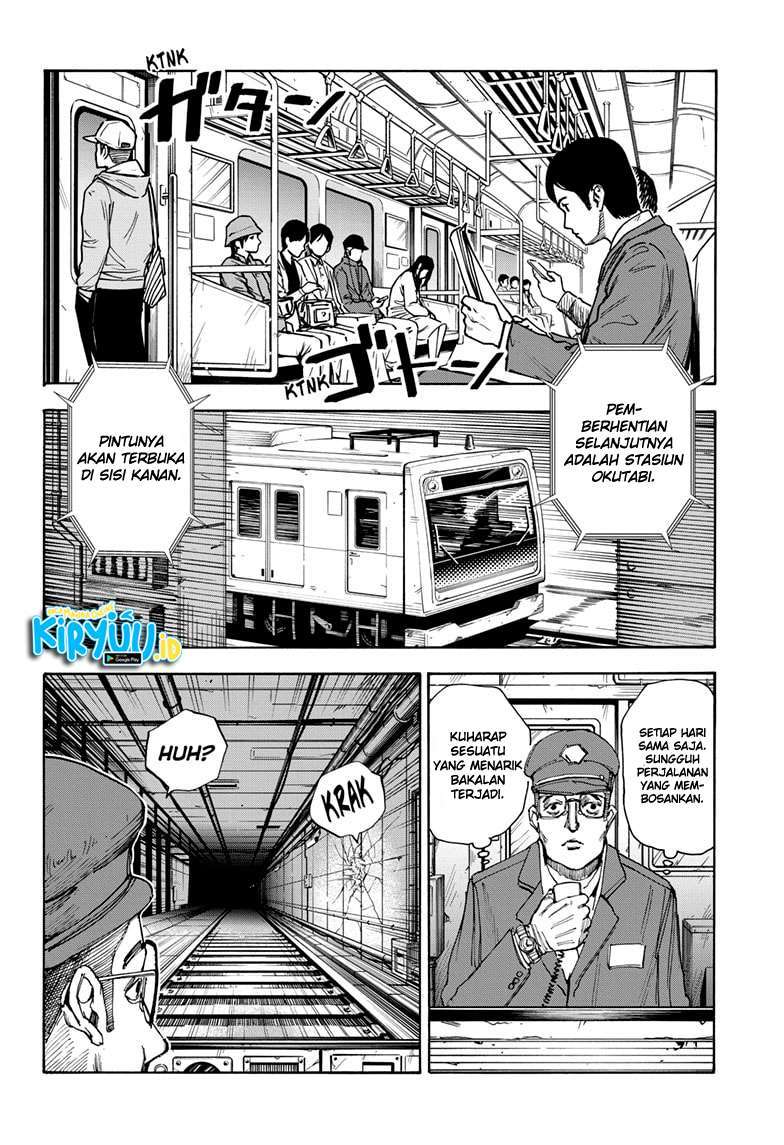 KTNK
ガタン
KTNK
ゴトン
PEM-
BERHENTIAN
SELANJUTNYA
ADALAH STASIUN
OKUTABI.
PINTUNYA
AKAN TERBUKA
DI SISI KANAN.
KIRYUU.id
Google Play
SETIAP HARI
SAMA SAJA.
SUNGGUH
PERJALANAN
YANG MEM-
BOSANKAN.
KUHARAP
SESUATU
YANG MENARIK
BAKALAN
TERJADI.
HUH?
KRAK